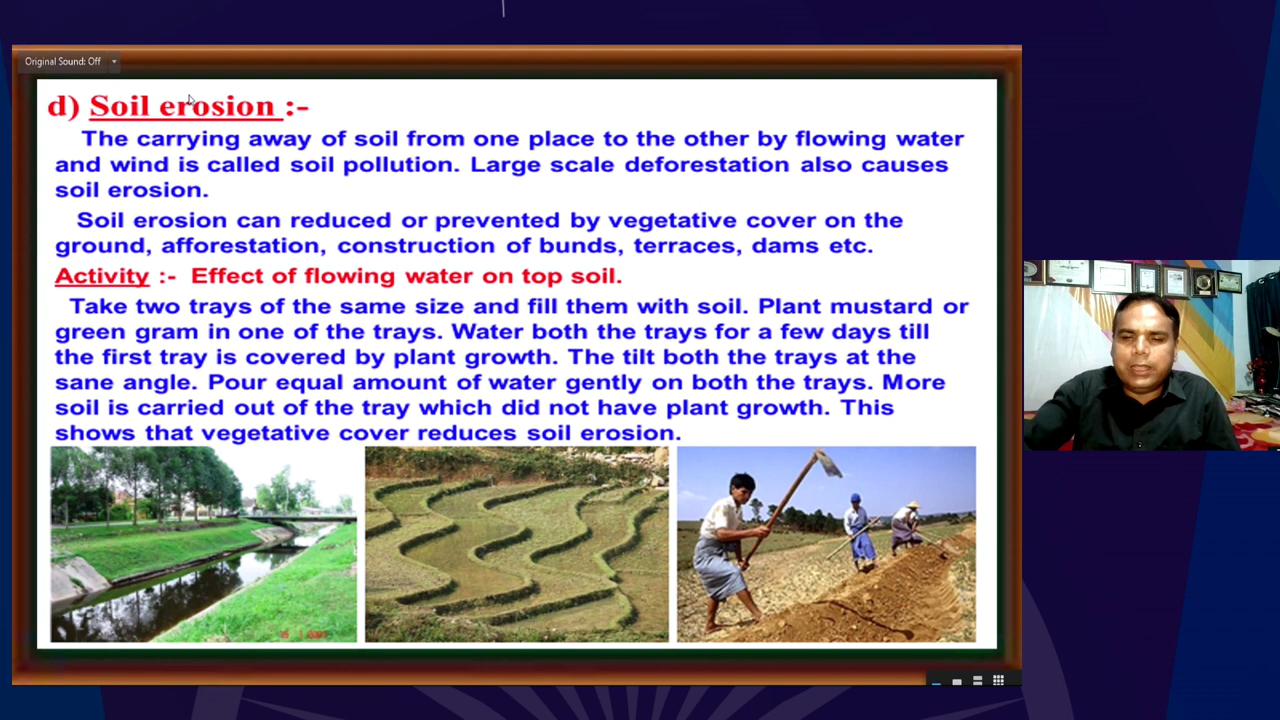 Original Sound: Off
d) Soil erosion :-
The carrying away of soil from one place to the other by flowing water
and wind is called soil pollution. Large scale deforestation also causes
soil erosion.
Soil erosion can reduced or prevented by vegetative cover on the
ground, afforestation, construction of bunds, terraces, dams etc.
Activity :- Effect of flowing water on top soil.
Take two trays of the same size and fill them with soil. Plant mustard or
green gram in one of the trays. Water both the trays for a few days till
the first tray is covered by plant growth. The tilt both the trays at the
sane angle. Pour equal amount of water gently on both the trays. More
soil is carried out of the tray which did not have plant growth. This
shows that vegetative cover reduces soil erosion.